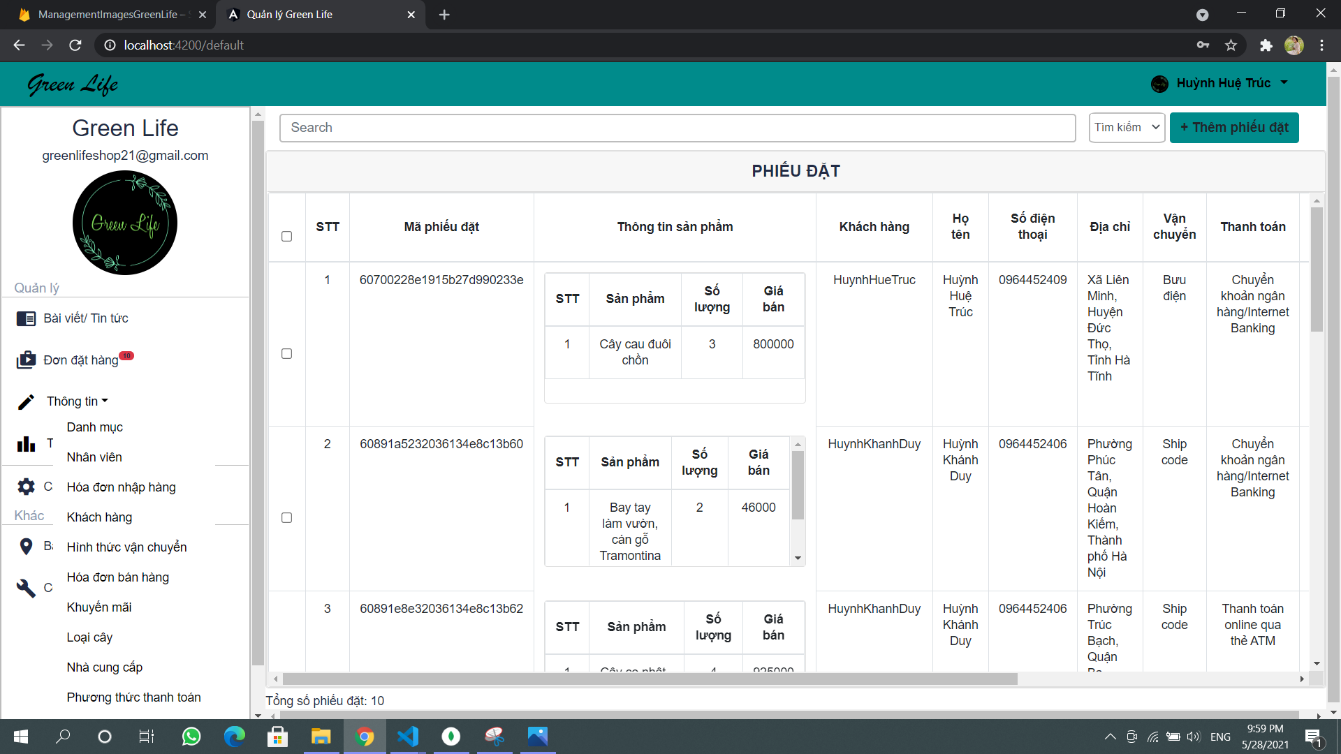 ManagementImagesGreenLife –
Quản lý Green Life
localhost:4200/default
Green Life
Huỳnh Huệ Trúc
Green Life
greenlifeshop21@gmail.com
Green Life
Quản lý
Bài viết/ Tin tức
Đơn đặt hàng 10
Thông tin
Danh mục
T
Nhân viên
C
Hóa đơn nhập hàng
Khác
Khách hàng
Hình thức vận chuyển
Hóa đơn bán hàng
C
Khuyến mãi
Loại cây
Nhà cung cấp
Phương thức thanh toán
Search
Tìm kiếm
+ Thêm phiếu đặt
PHIẾU ĐẶT
STT Mã phiếu đặt Thông tin sản phẩm Khách hàng Họ tên Số điện thoại Địa chỉ Vận chuyển Thanh toán
1 60700228e1915b27d990233e
STT Sản phẩm Số lượng Giá bán
1 Cây cau đuôi chồn 3 800000
HuynhHueTruc
Huỳnh Huệ Trúc
0964452409
Xã Liên Minh, Huyện Đức Thọ, Tỉnh Hà Tĩnh
Bưu điện
Chuyển khoản ngân hàng/Internet Banking
2 60891a5232036134e8c13b60
STT Sản phẩm Số lượng Giá bán
1 Bay tay làm vườn, cán gỗ Tramontina 2 46000
HuynhKhanhDuy
Huỳnh Khánh Duy
0964452406
Phường Phúc Tân, Quận Hoàn Kiếm, Thành phố Hà Nội
Ship code
Chuyển khoản ngân hàng/Internet Banking
3 60891e8e32036134e8c13b62
STT Sản phẩm Số lượng Giá bán
HuynhKhanhDuy
Huỳnh Khánh Duy
0964452406
Phường Trúc Bạch, Quận
Ship code
Thanh toán online qua thẻ ATM
Tổng số phiếu đặt: 10
ENG
9:59 PM
5/28/2021
1